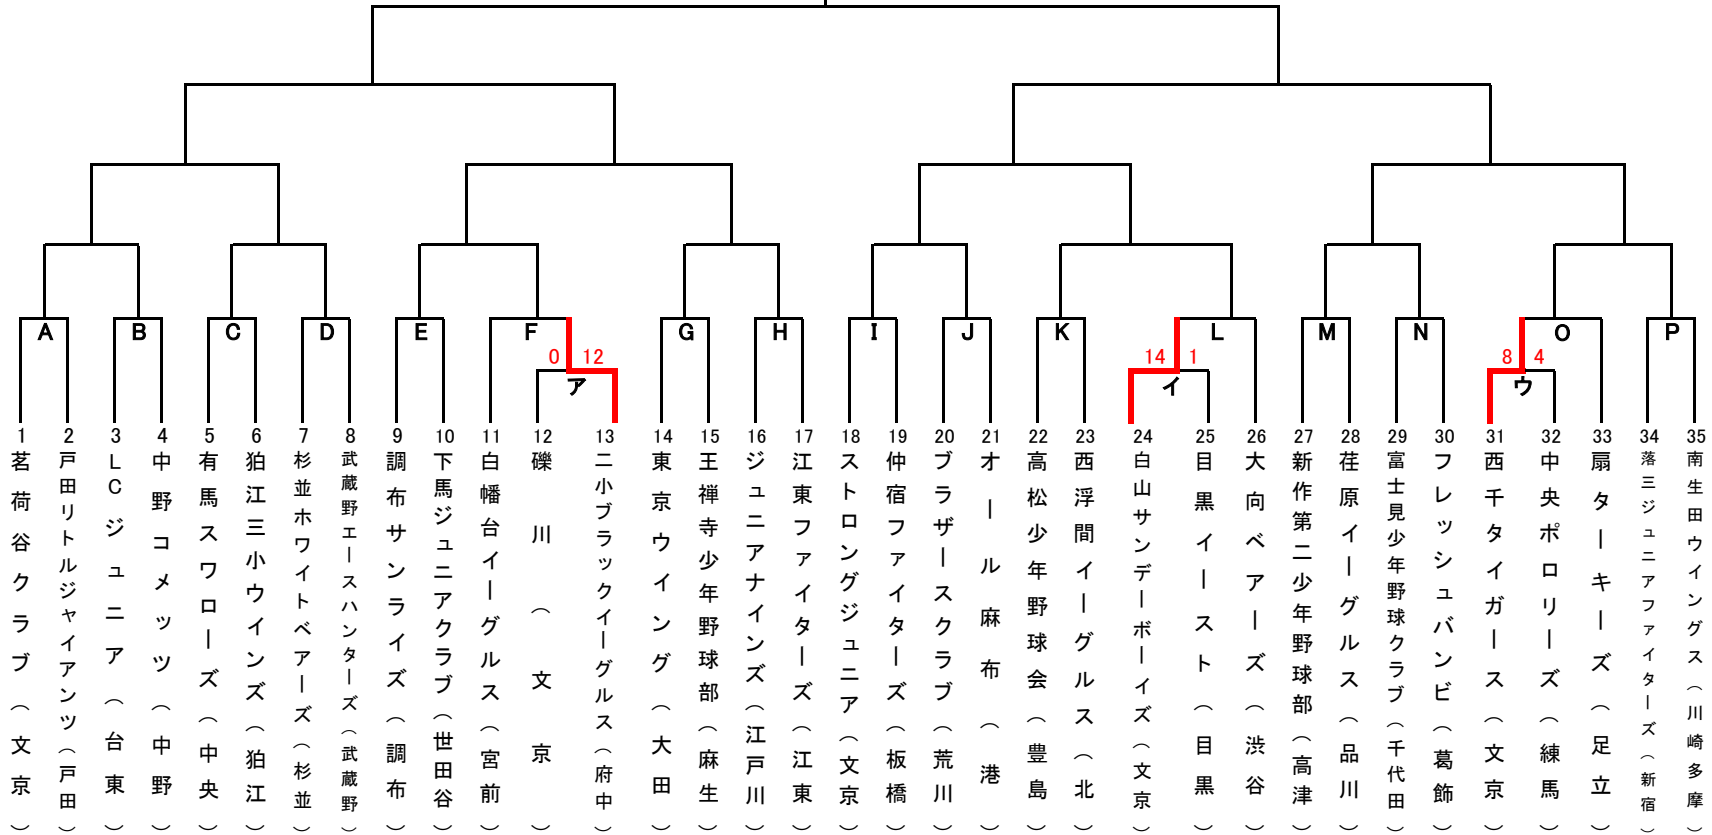 A B C D E F G H I J K L M N O P
0 12 14 1 8 4
ア イ ウ
1 茗荷谷クラブ（文京）
2 戸田リトルジャイアンツ（戸田）
3 LCジュニア（台東）
4 中野コメッツ（中野）
5 有馬スワローズ（中央）
6 狛江三小ウインズ（狛江）
7 杉並ホワイトベアーズ（杉並）
8 武蔵野エースハンターズ（武蔵野）
9 調布サンライズ（調布）
10 下馬ジュニアクラブ（世田谷）
11 白幡台イーグルス（宮前）
12 礫川（文京）
13 二小ブラックイーグルス（府中）
14 東京ウイング（大田）
15 王禅寺少年野球部（麻生）
16 ジュニアナインズ（江戸川）
17 江東ファイターズ（江東）
18 ストロングジュニア（文京）
19 仲宿ファイターズ（板橋）
20 ブラザースクラブ（荒川）
21 オール麻布（港）
22 高松少年野球会（豊島）
23 西浮間イーグルス（北）
24 白山サンデーボーイズ（文京）
25 目黒イースト（目黒）
26 大向ベアーズ（渋谷）
27 新作第二少年野球部（高津）
28 荏原イーグルス（品川）
29 富士見少年野球クラブ（千代田）
30 フレッシュバンビ（葛飾）
31 西千タイガース（文京）
32 中央ポロリーズ（練馬）
33 扇ターキーズ（足立）
34 落三ジュニアファイターズ（新宿）
35 南生田ウイングス（川崎多摩）